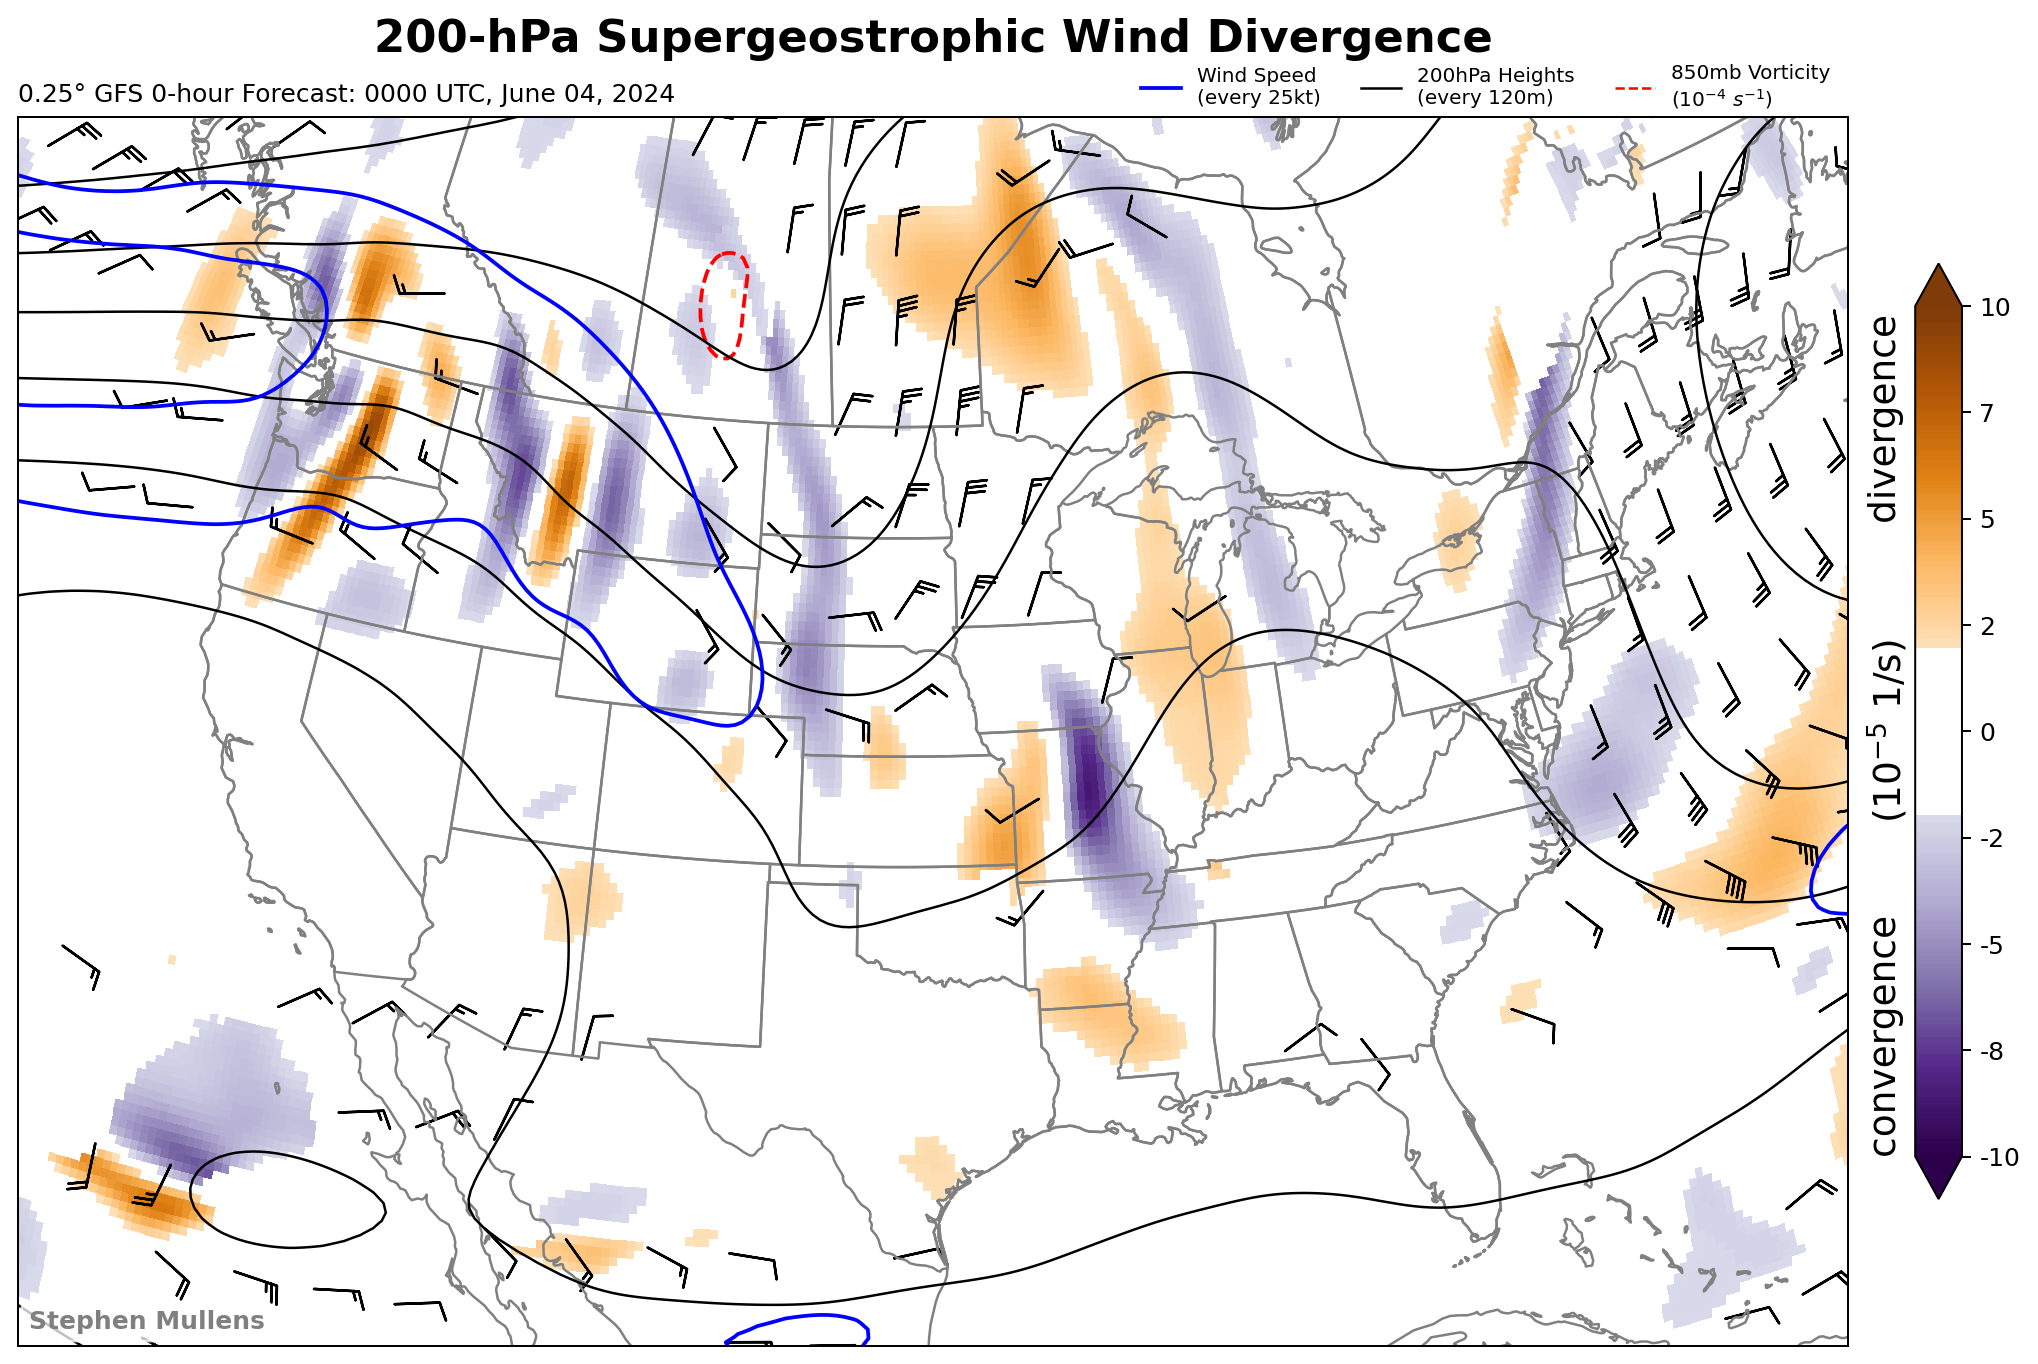 200-hPa Supergeostrophic Wind Divergence
0.25° GFS 0-hour Forecast: 0000 UTC, June 04, 2024
Wind Speed
(every 25kt)
200hPa Heights
(every 120m)
850mb Vorticity
(10⁻⁴ s⁻¹)
10
7
5
2
0
-2
-5
-8
-10
convergence (10⁻⁵ 1/s) divergence
Stephen Mullens